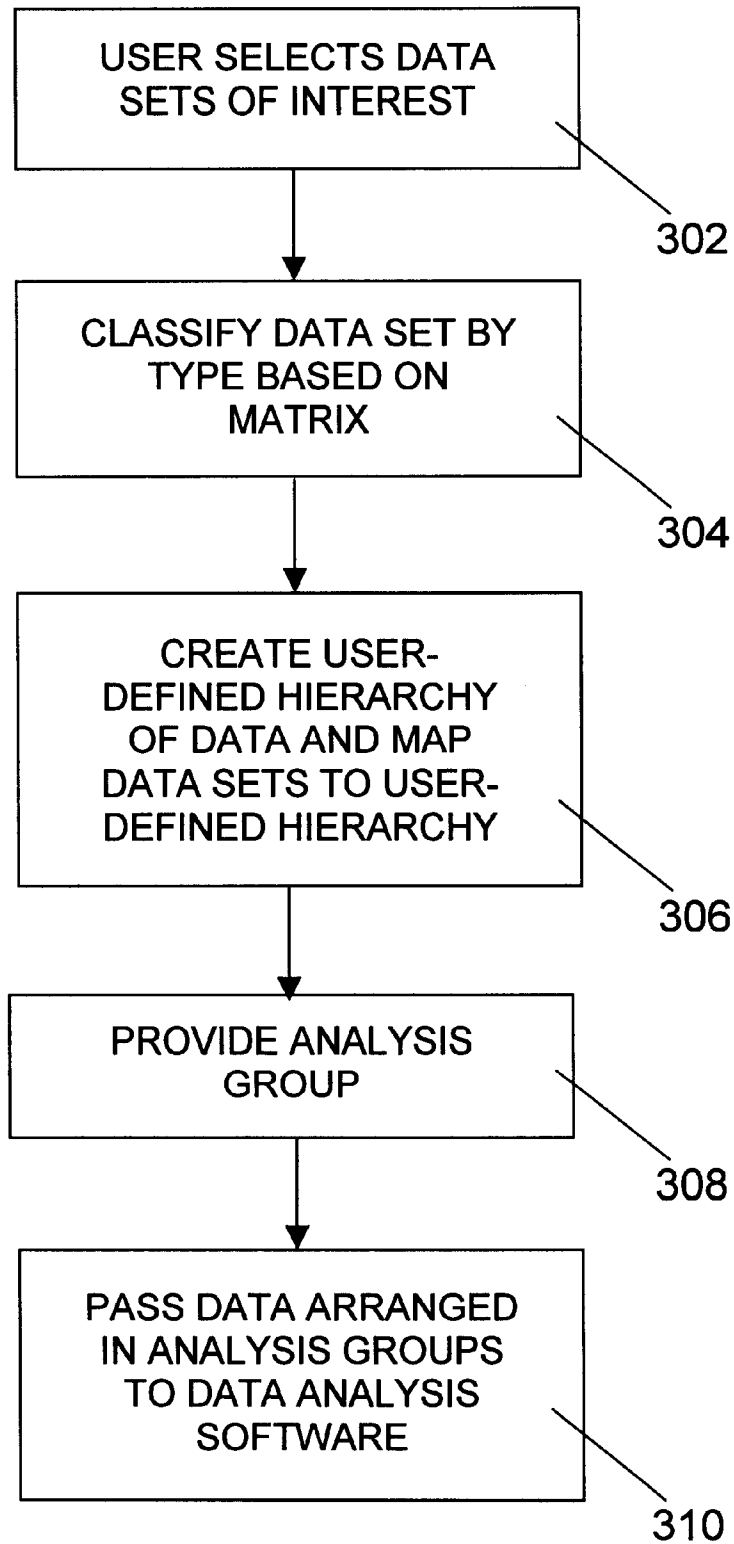 USER SELECTS DATA
SETS OF INTEREST
302
CLASSIFY DATA SET BY
TYPE BASED ON
MATRIX
304
CREATE USER-
DEFINED HIERARCHY
OF DATA AND MAP
DATA SETS TO USER-
DEFINED HIERARCHY
306
PROVIDE ANALYSIS
GROUP
308
PASS DATA ARRANGED
IN ANALYSIS GROUPS
TO DATA ANALYSIS
SOFTWARE
310